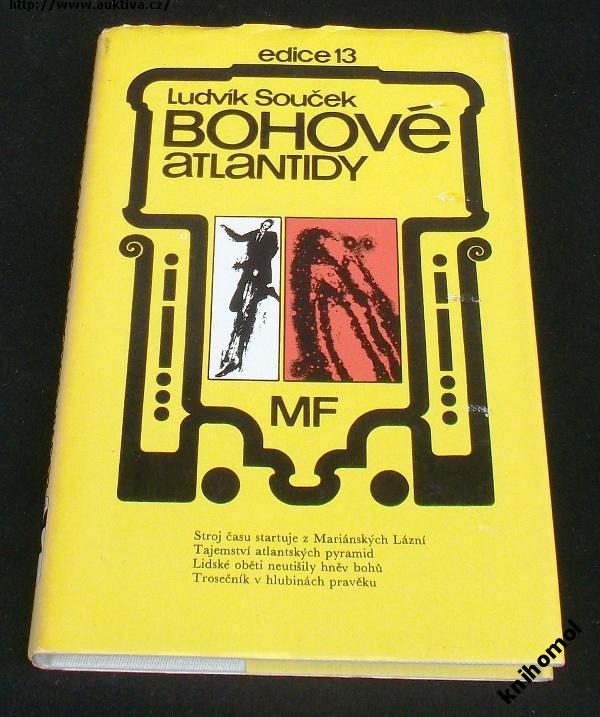 http://www.auktiva.cz/
edice 13
Ludvík Souček
BOHOVé
aTLaNTIDY
MF
Stroj času startuje z Mariánských Lázní
Tajemství atlantských pyramid
Lidské oběti neutišily hněv bohů
Trosečník v hlubinách pravěku
knihomol